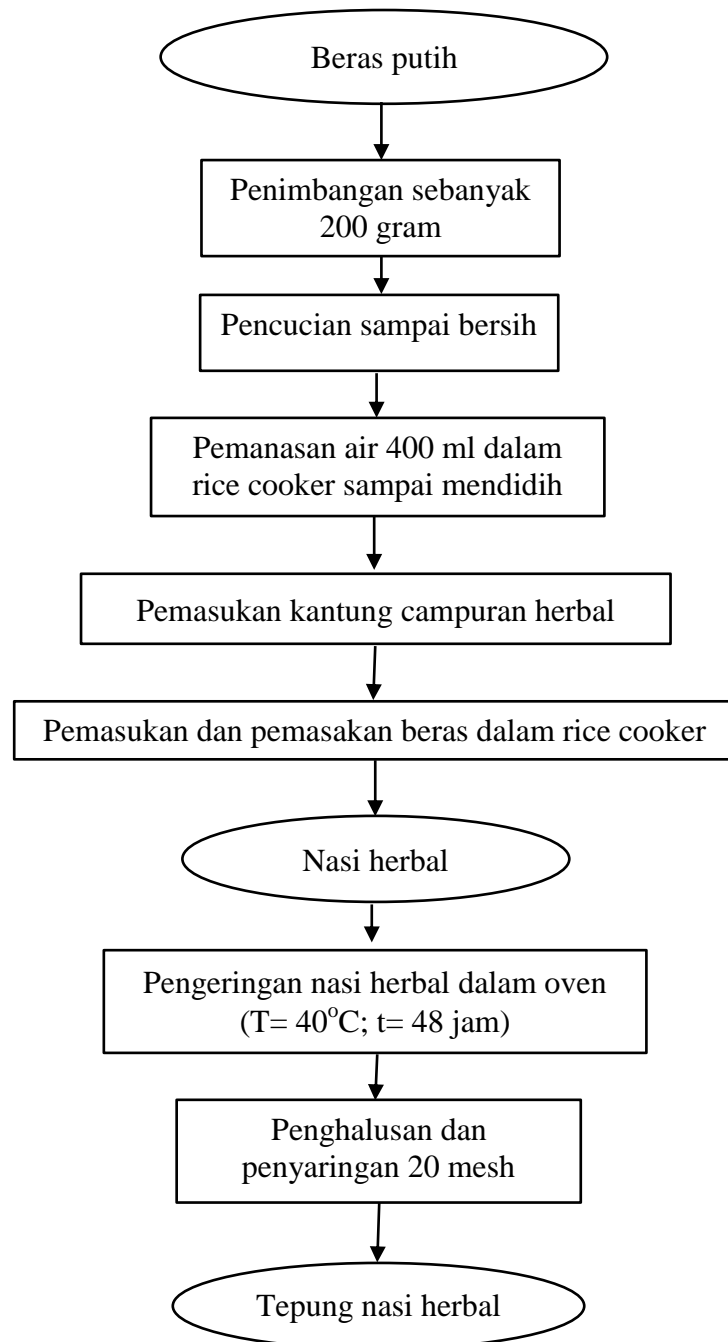 Beras putih
Penimbangan sebanyak
200 gram
Pencucian sampai bersih
Pemanasan air 400 ml dalam
rice cooker sampai mendidih
Pemasukan kantung campuran herbal
Pemasukan dan pemasakan beras dalam rice cooker
Nasi herbal
Pengeringan nasi herbal dalam oven
(T= 40°C; t= 48 jam)
Penghalusan dan
penyaringan 20 mesh
Tepung nasi herbal